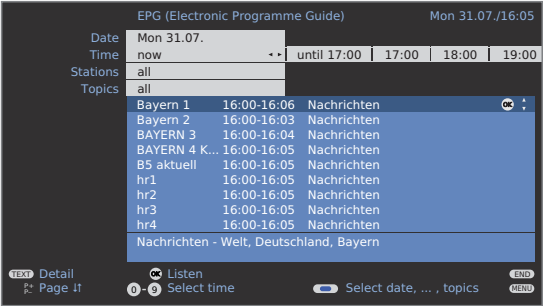 EPG (Electronic Programme Guide) Mon 31.07./16:05
Date Mon 31.07.
Time now until 17:00 17:00 18:00 19:00
Stations all
Topics all
Bayern 1 16:00-16:06 Nachrichten OK
Bayern 2 16:00-16:03 Nachrichten
BAYERN 3 16:00-16:04 Nachrichten
BAYERN 4 K... 16:00-16:05 Nachrichten
B5 aktuell 16:00-16:05 Nachrichten
hr1 16:00-16:05 Nachrichten
hr2 16:00-16:05 Nachrichten
hr3 16:00-16:05 Nachrichten
hr4 16:00-16:05 Nachrichten
Nachrichten - Welt, Deutschland, Bayern
TEXT Detail OK Listen END
P+ P- Page 0-9 Select time Select date, ... , topics MENU